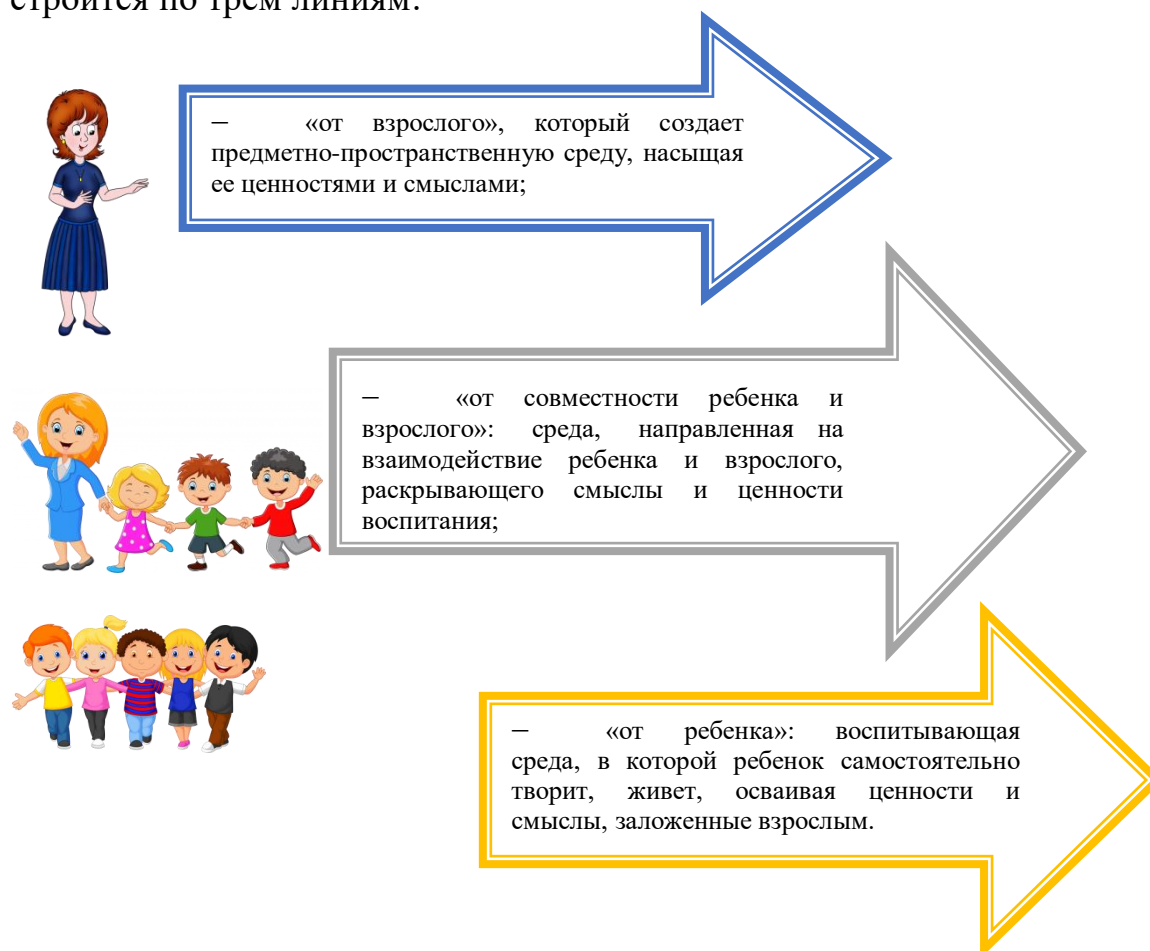 строится по трем линиям:
– «от взрослого», который создает
предметно-пространственную среду, насыщая
ее ценностями и смыслами;
– «от совместности ребенка и
взрослого»: среда, направленная на
взаимодействие ребенка и взрослого,
раскрывающего смыслы и ценности
воспитания;
– «от ребенка»: воспитывающая
среда, в которой ребенок самостоятельно
творит, живет, осваивая ценности и
смыслы, заложенные взрослым.